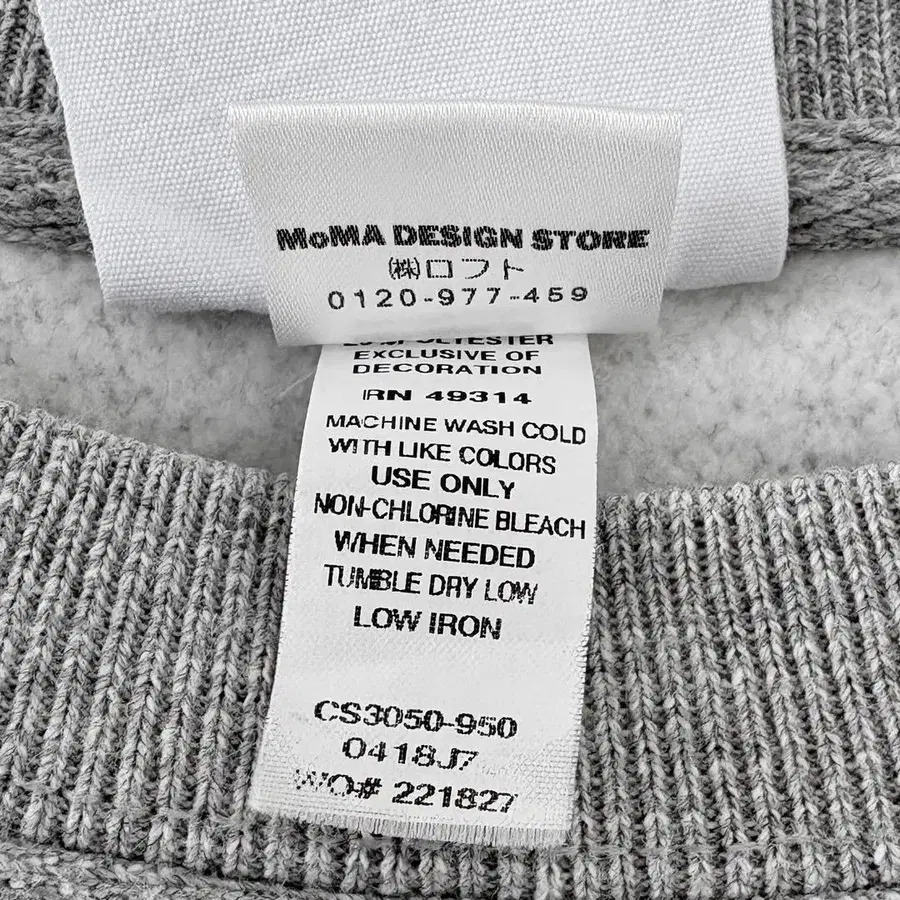 MoMA DESIGN STORE
(株)ロフト
0120-977-459
POLYESTER
EXCLUSIVE OF
DECORATION
RN 49314
MACHINE WASH COLD
WITH LIKE COLORS
USE ONLY
NON-CHLORINE BLEACH
WHEN NEEDED
TUMBLE DRY LOW
LOW IRON
CS3050-950
0418J7
WO# 221827